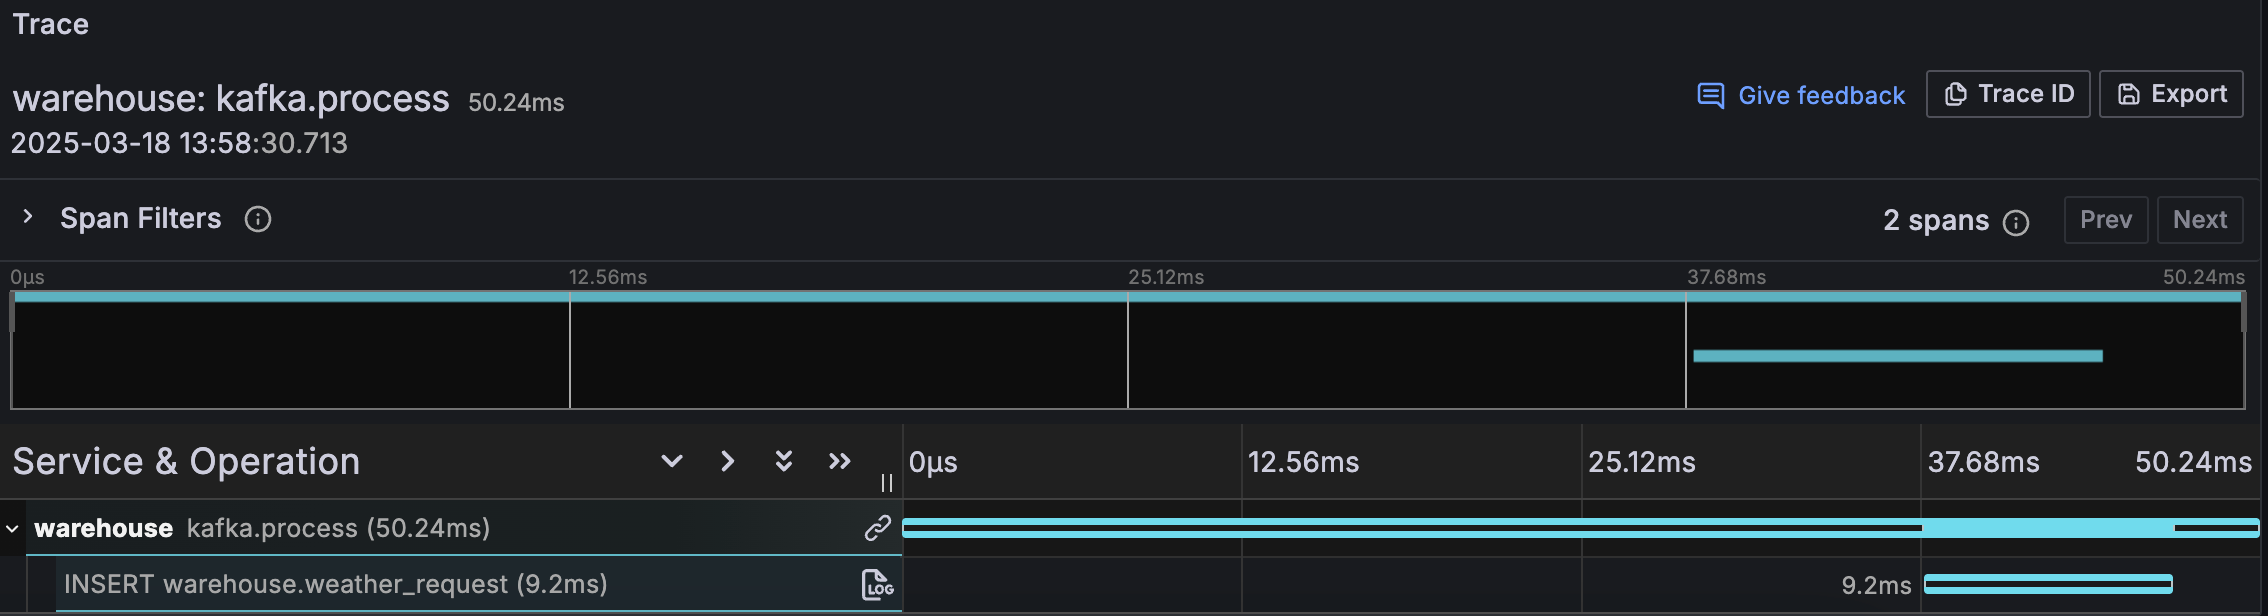 Trace
warehouse: kafka.process 50.24ms
Give feedback
Trace ID
Export
2025-03-18 13:58:30.713
Span Filters
2 spans
Prev
Next
0μs 12.56ms 25.12ms 37.68ms 50.24ms
Service & Operation
0μs 12.56ms 25.12ms 37.68ms 50.24ms
warehouse kafka.process (50.24ms)
INSERT warehouse.weather_request (9.2ms)
LOG
9.2ms